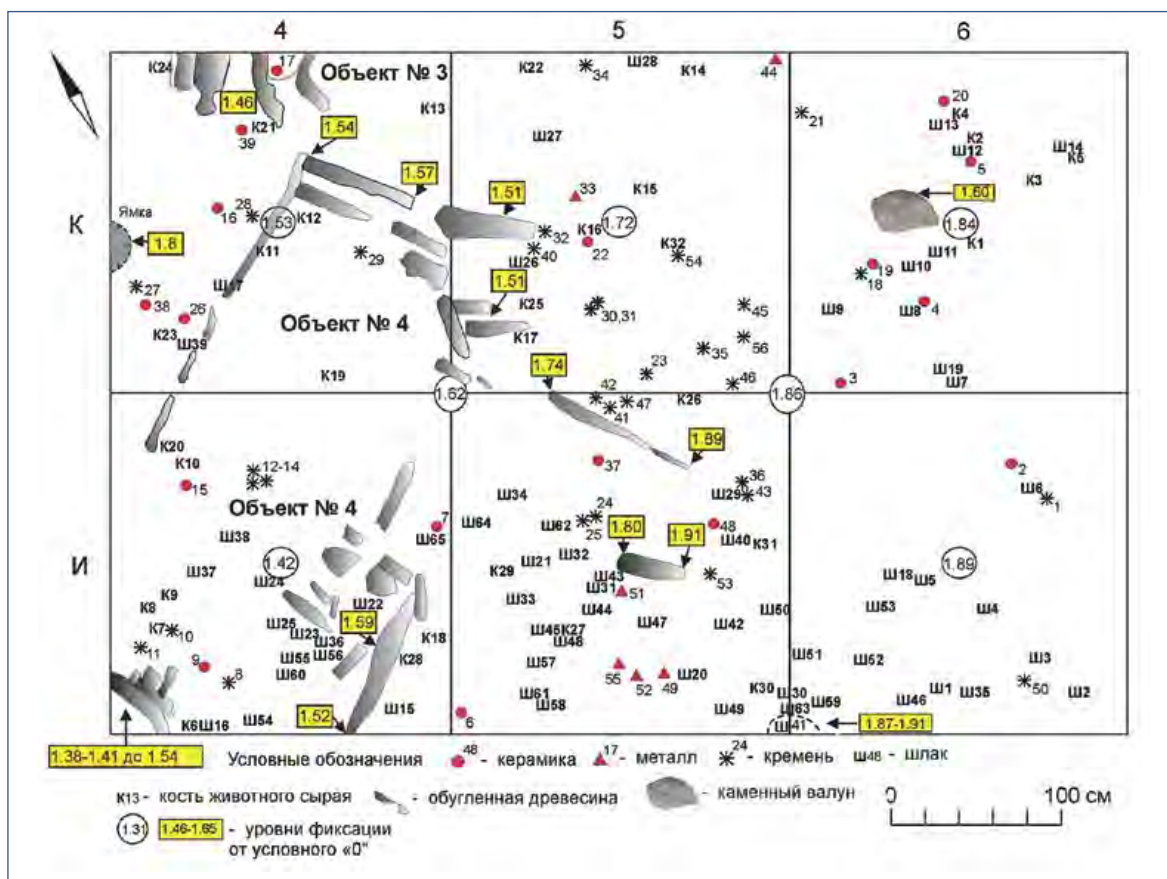 4 5 6
К24 17 Объект № 3 К22 34 Ш28 К14 44
1.46 К21 К13 21 20 К4
39 1.54 Ш27 Ш13 К2
1.57 Ш12 Ш14 К5
5 К3
28 К12 1.51 33 К15 1.60
16 1.53 К16 1.72 1.84
К Ямка 1.8 К11 32 22 К32 К1
29 40 Ш26 54 Ш11
Ш10 19 18
27 Ш17 1.51 К25 30,31 45 Ш9 Ш8 4
38 26 Объект № 4 К17 56
К23 Ш39 35
К19 1.74 23 46 3 Ш19 Ш7
1.62 42 К26 1.86
41 47
К20 1.89
К10 12-14 37 36 2
15 Объект № 4 Ш34 Ш29 43 Ш6 1
7 Ш64 Ш62 24 1.80 48
Ш38 Ш65 25 1.91 Ш40 К31
И 1.42 Ш21 Ш32 1.89
Ш37 Ш24 К29 Ш43 53 Ш18 Ш5
К9 Ш31 51
К8 Ш22 Ш33 Ш44 Ш50 Ш53 Ш4
К7 Ш25 1.59 Ш47 Ш42
10 Ш23 Ш36 К18 Ш45 К27
11 Ш55 Ш56 К28 Ш48 Ш51 Ш52 Ш3
9 8 Ш60 Ш57 55 52 49 Ш20
Ш61 К30 Ш30 Ш1 Ш35 50 Ш2
1.52 Ш15 Ш58 Ш59 Ш46
К6 Ш16 Ш54 6 Ш49 Ш63
Ш41 1.87-1.91
1.38-1.41 до 1.54 Условные обозначения 48 - керамика 17 - металл 24 - кремень Ш48 - шлак
К13 - кость животного сырая - обугленная древесина - каменный валун 0 100 см
1.31 1.46-1.65 - уровни фиксации
от условного «0"